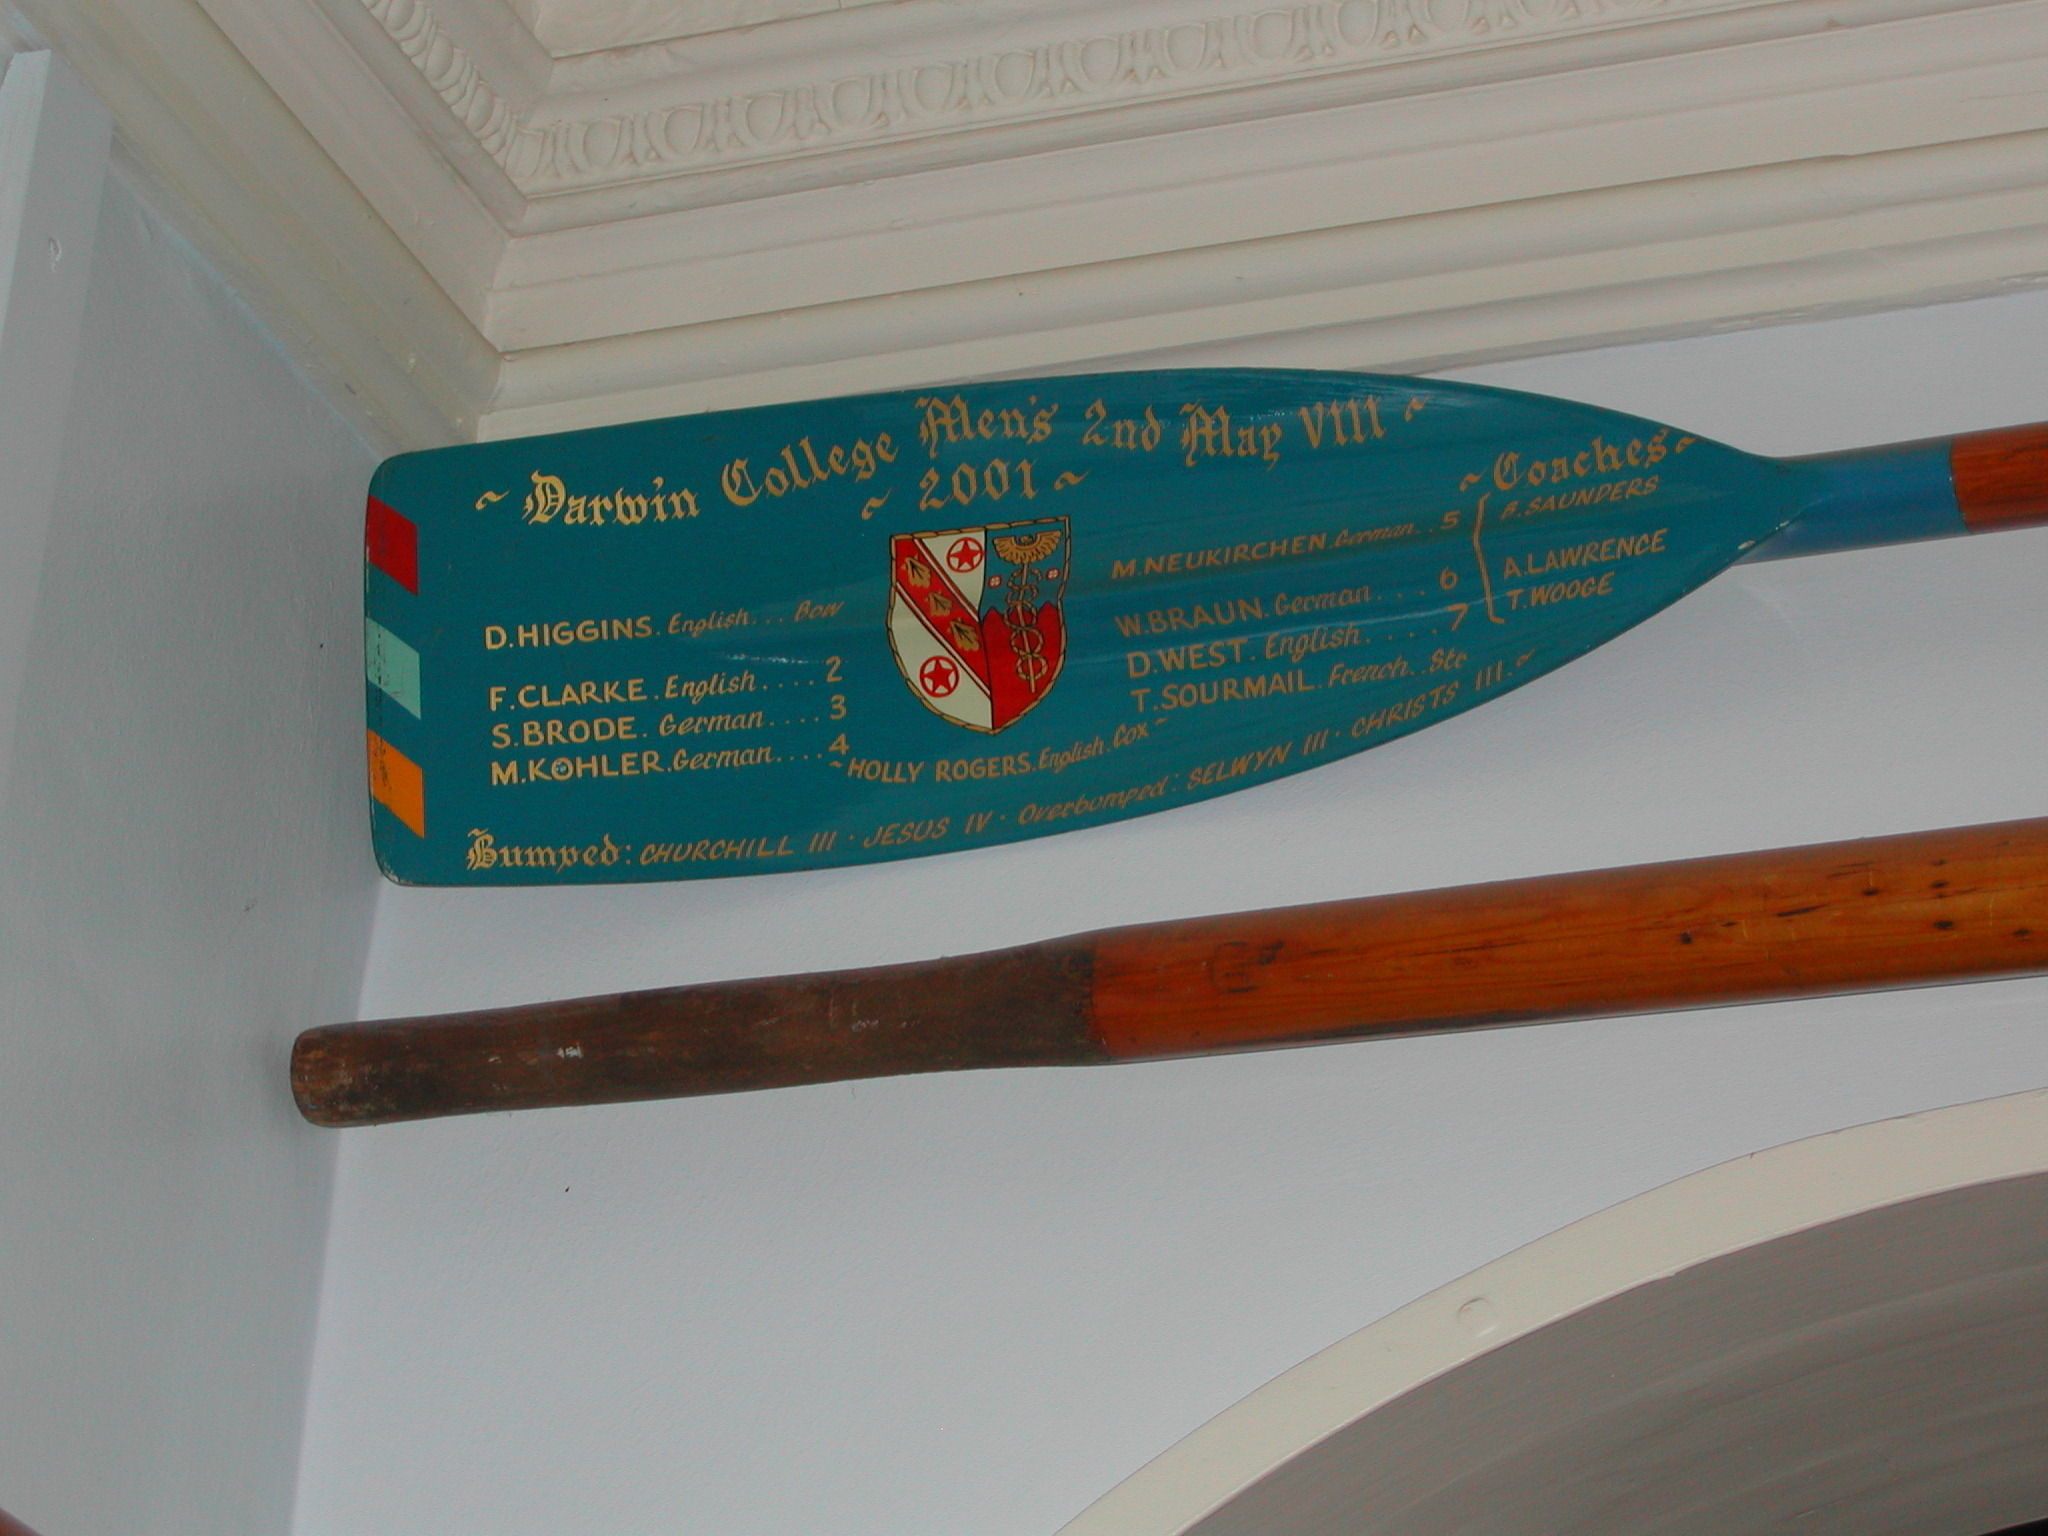 ~ Darwin College Men's 2nd May VIII ~
~ 2001 ~
D.HIGGINS. English... Bow
F.CLARKE. English.... 2
S.BRODE. German.... 3
M.KÖHLER. German.... 4
~HOLLY ROGERS. English. Cox~
M.NEUKIRCHEN. German.. 5
W.BRAUN. German.... 6
D.WEST. English..... 7
T.SOURMAIL. French.. Str
~Coaches~
B.SAUNDERS
A.LAWRENCE
T.WOOGE
Bumped: CHURCHILL III · JESUS IV · Overbumped: SELWYN III · CHRISTS III. ~